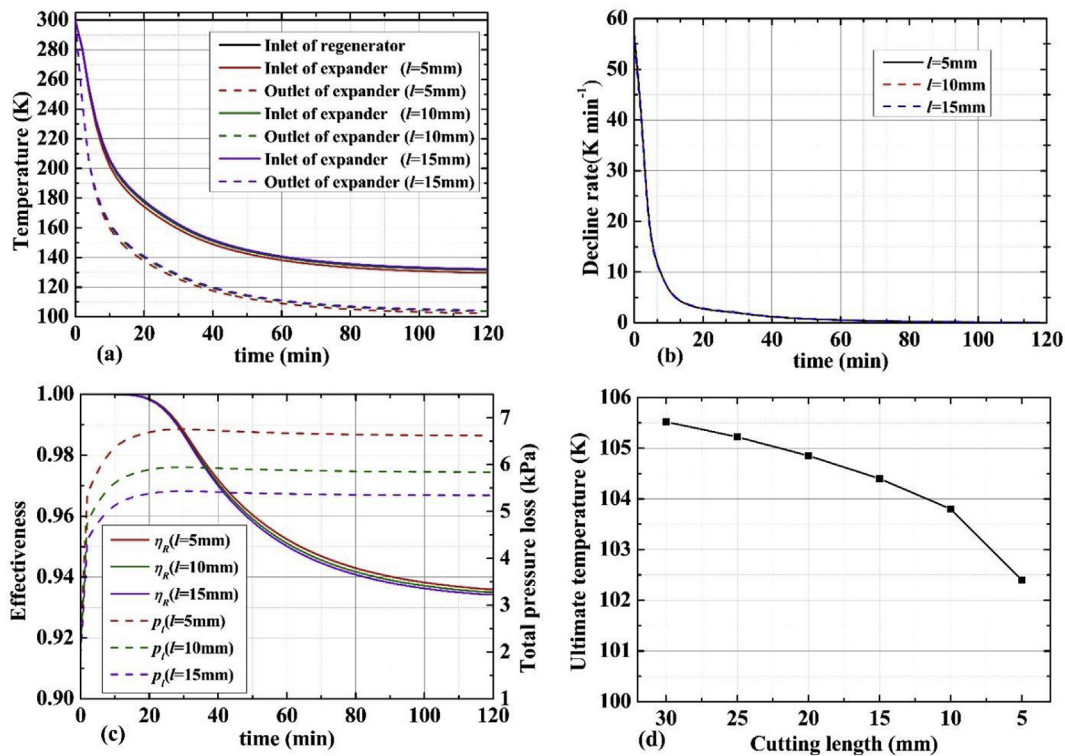 300
280
260
240
220
200
180
160
140
120
100
Temperature (K)
Inlet of regenerator
Inlet of expander (l=5mm)
Outlet of expander (l=5mm)
Inlet of expander (l=10mm)
Outlet of expander (l=10mm)
Inlet of expander (l=15mm)
Outlet of expander (l=15mm)
0 20 40 60 80 100 120
(a) time (min)
60
50
40
30
20
10
0
Decline rate(K min⁻¹)
l=5mm
l=10mm
l=15mm
0 20 40 60 80 100 120
(b) time (min)
1.00
0.98
0.96
0.94
0.92
0.90
Effectiveness
η_R(l=5mm)
η_R(l=10mm)
η_R(l=15mm)
p_l(l=5mm)
p_l(l=10mm)
p_l(l=15mm)
7
6
5
4
3
2
1
Total pressure loss (kPa)
0 20 40 60 80 100 120
(c) time (min)
106
105
104
103
102
101
100
Ultimate temperature (K)
30 25 20 15 10 5
(d) Cutting length (mm)